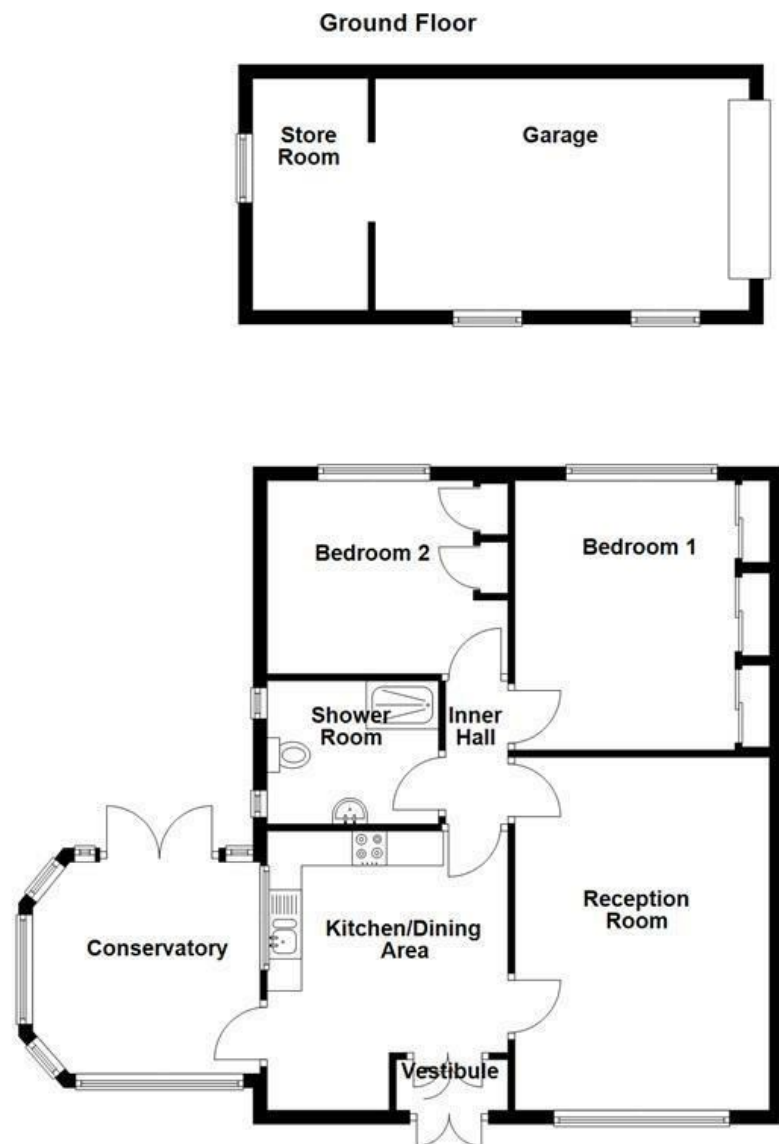 Ground Floor
Store
Room
Garage
Bedroom 2
Bedroom 1
Shower
Room
Inner
Hall
Reception
Room
Kitchen/Dining
Area
Conservatory
Vestibule